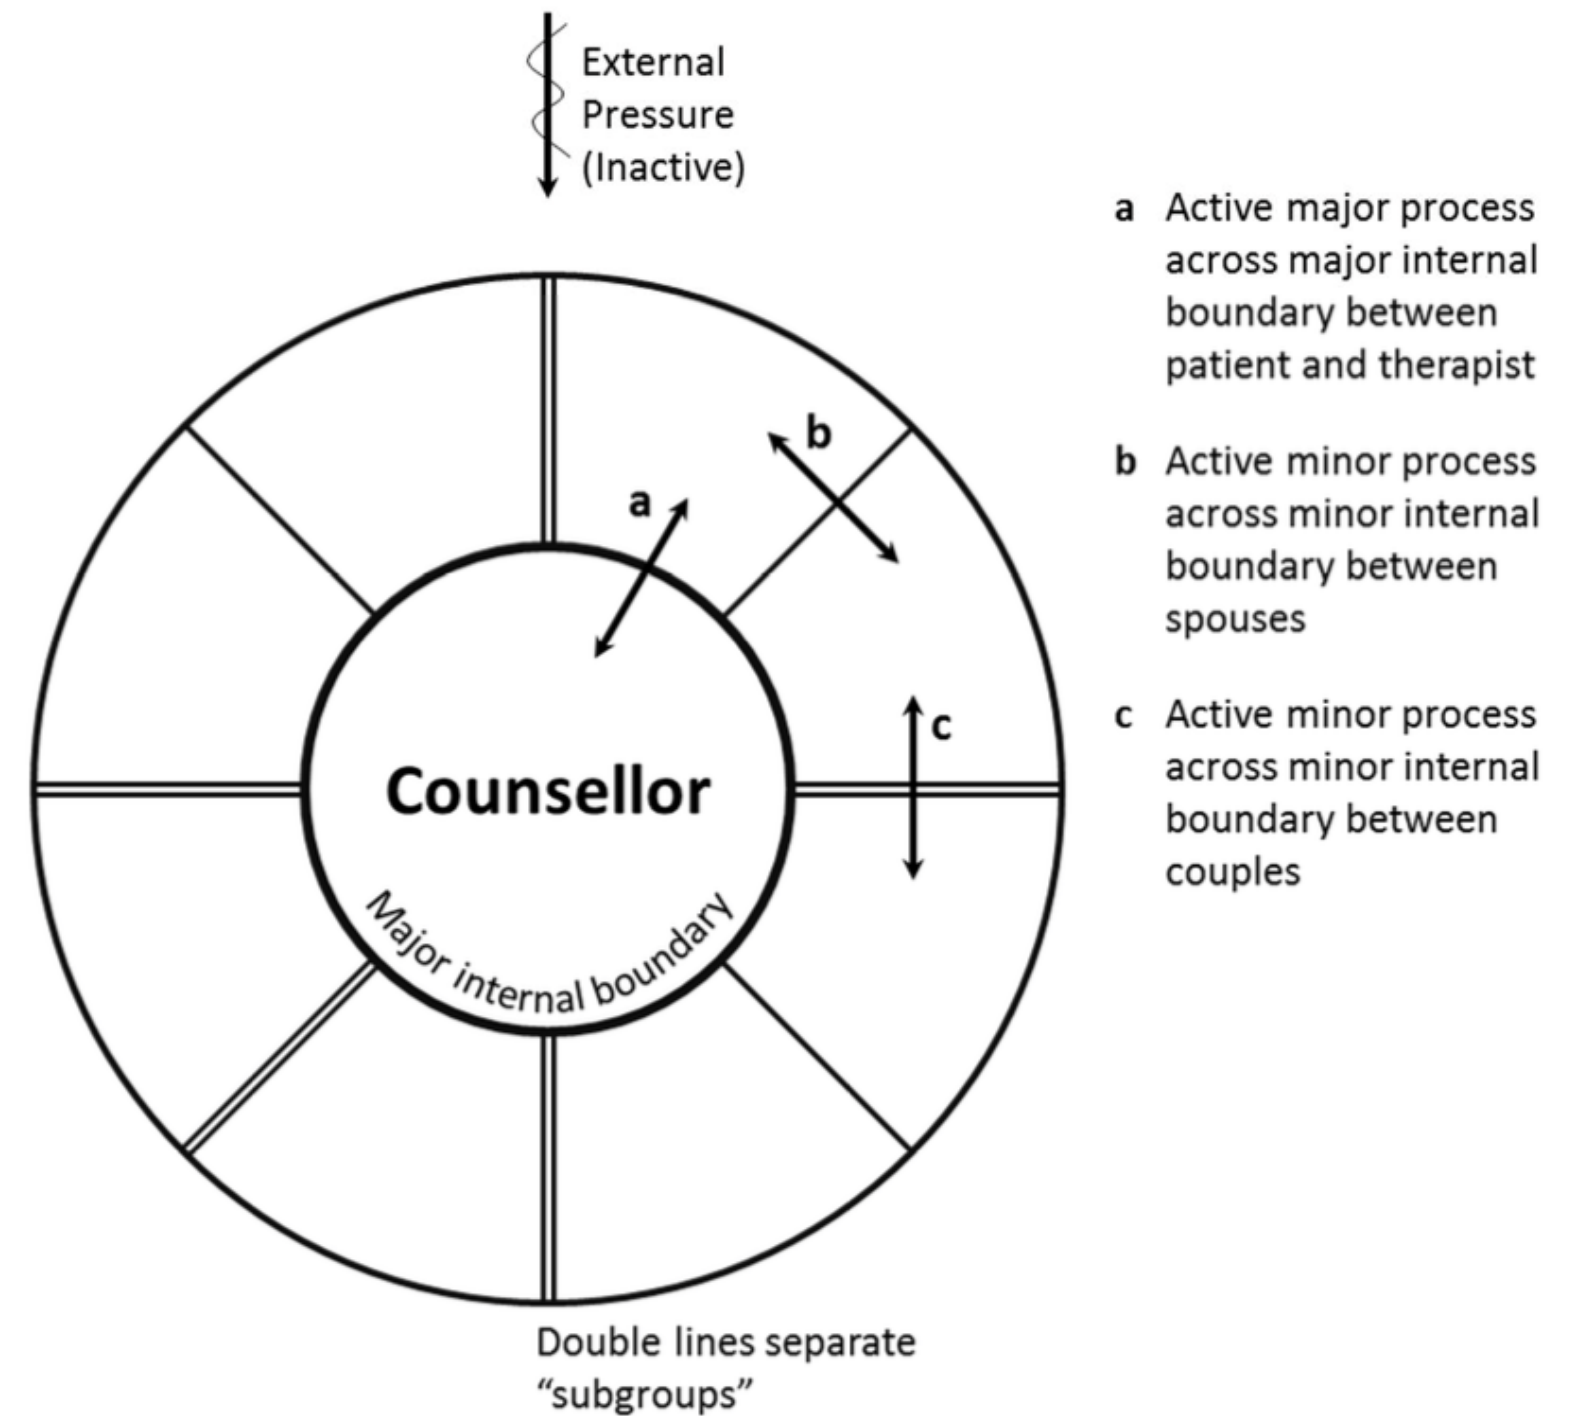 External
Pressure
(Inactive)
a Active major process
across major internal
boundary between
patient and therapist
b Active minor process
across minor internal
boundary between
spouses
c Active minor process
across minor internal
boundary between
couples
b
a
c
Counsellor
Major internal boundary
Double lines separate
“subgroups”